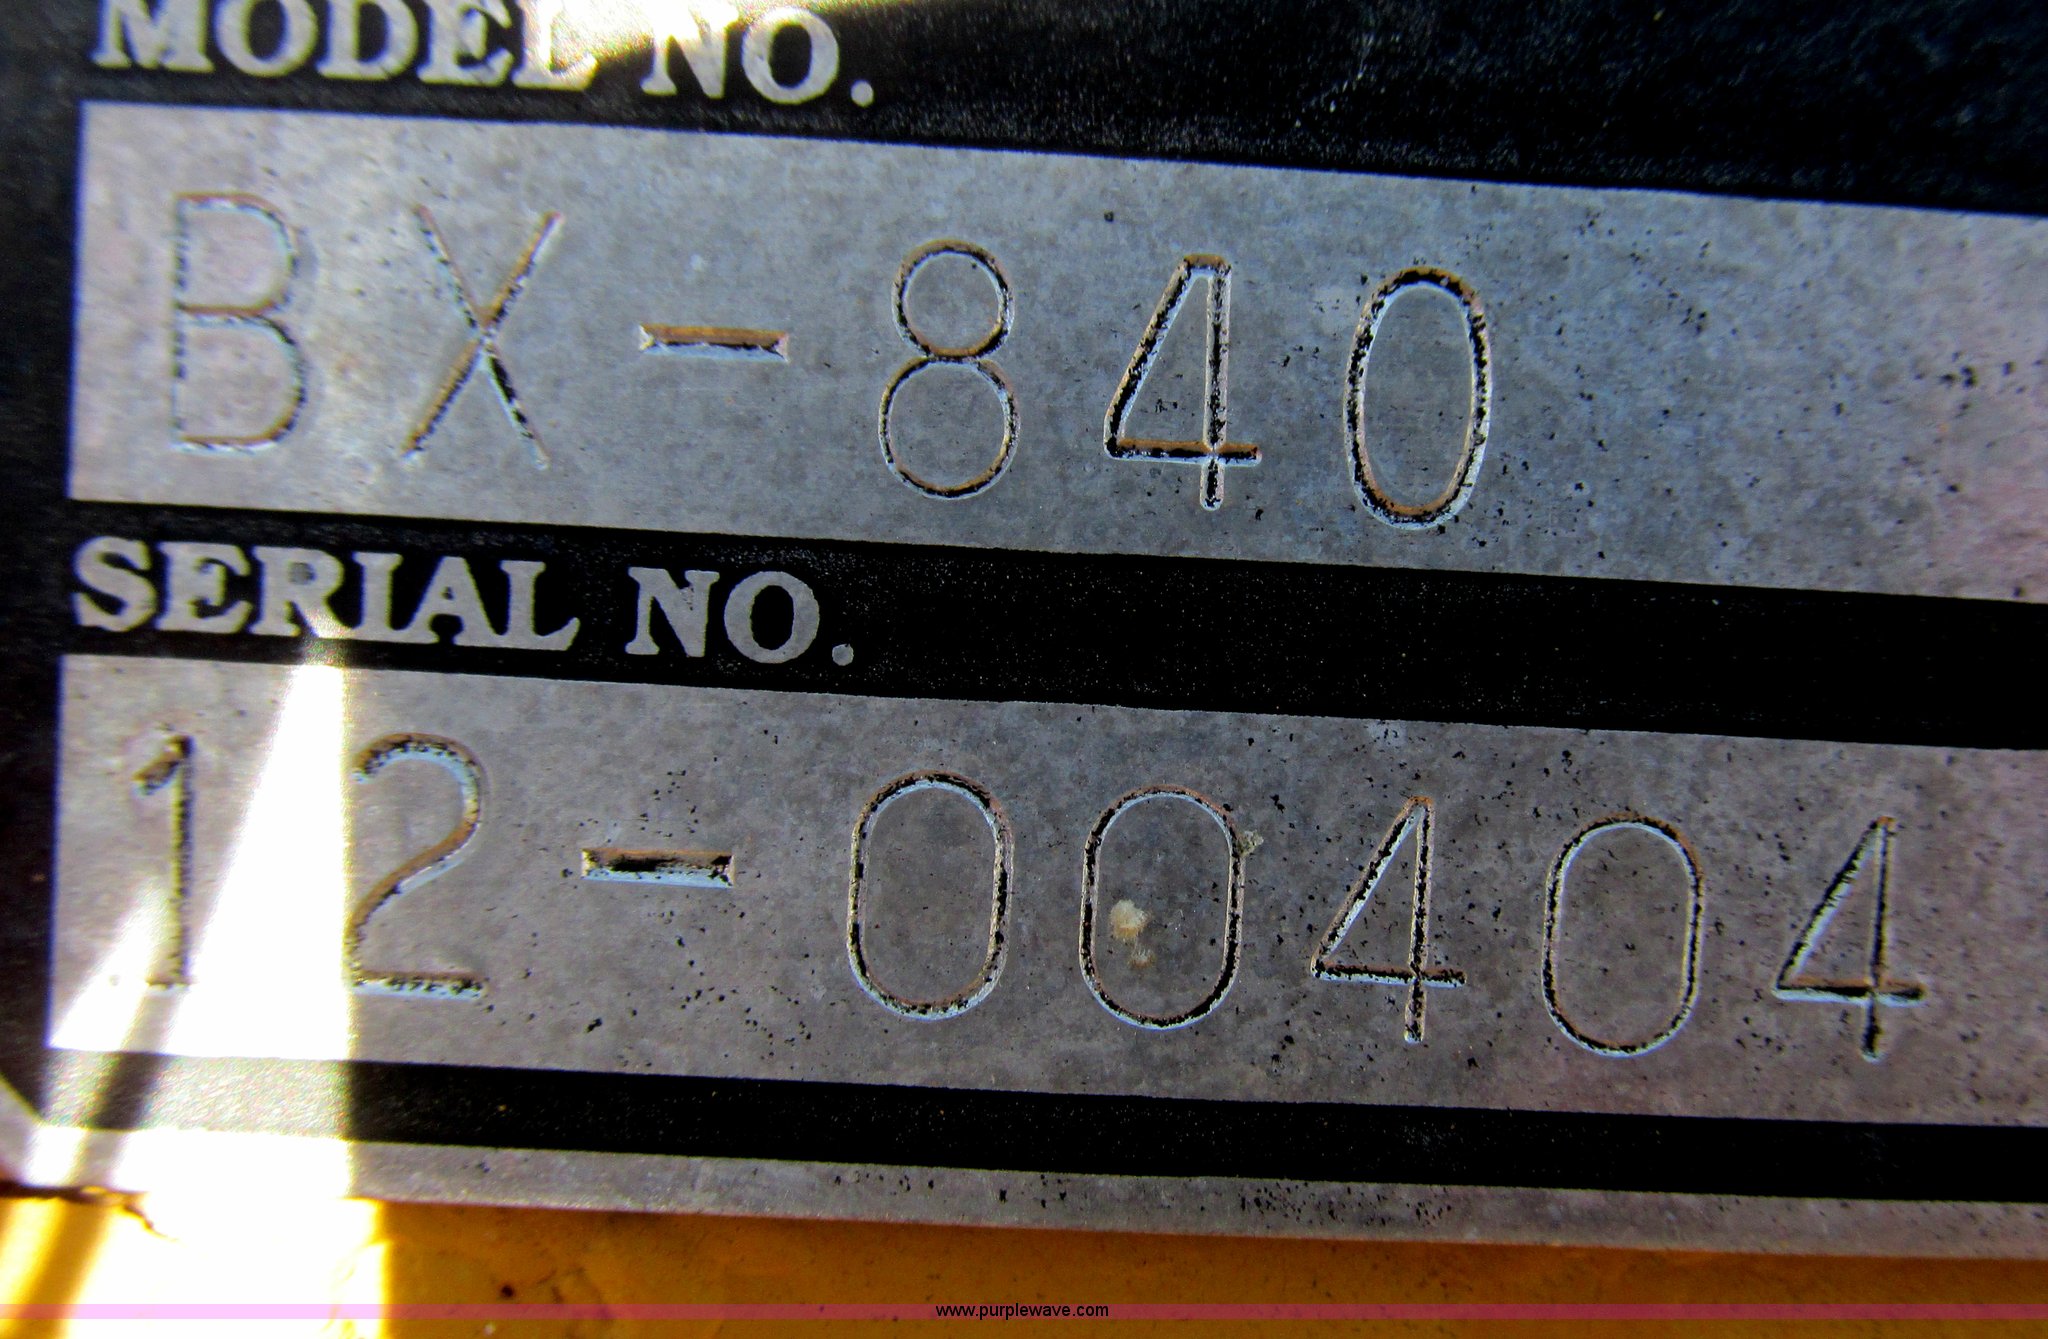 MODEL NO.
BX-840
SERIAL NO.
12-00404
www.purplewave.com